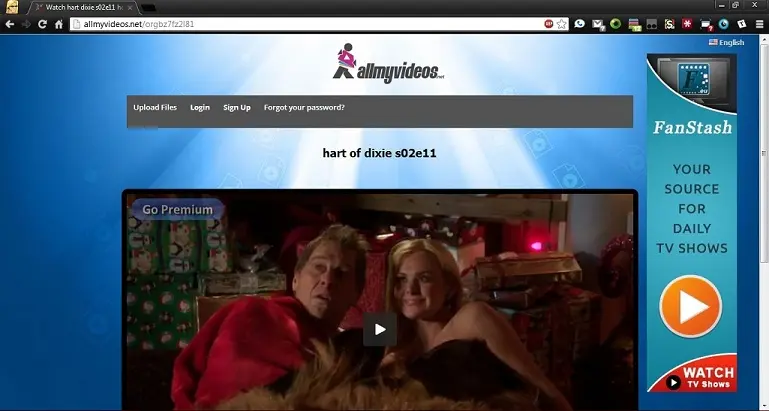 Watch hart dixie s02e11 h
allmyvideos.net/orgbz7fz2l81
English
allmyvideos.net
Upload Files Login Sign Up Forgot your password?
hart of dixie s02e11
Go Premium
FanStash
YOUR
SOURCE
FOR
DAILY
TV SHOWS
WATCH
TV Shows